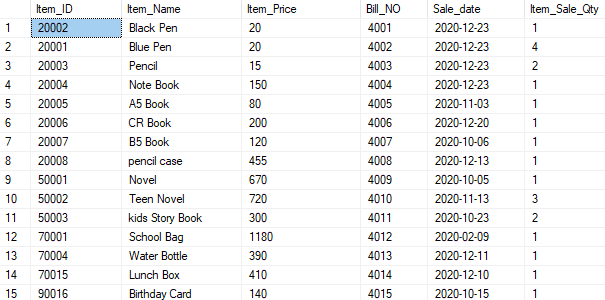 Item_ID Item_Name Item_Price Bill_NO Sale_date Item_Sale_Qty
1 20002 Black Pen 20 4001 2020-12-23 1
2 20001 Blue Pen 20 4002 2020-12-23 4
3 20003 Pencil 15 4003 2020-12-23 2
4 20004 Note Book 150 4004 2020-12-23 1
5 20005 A5 Book 80 4005 2020-11-03 1
6 20006 CR Book 200 4006 2020-12-20 1
7 20007 B5 Book 120 4007 2020-10-06 1
8 20008 pencil case 455 4008 2020-12-13 1
9 50001 Novel 670 4009 2020-10-05 1
10 50002 Teen Novel 720 4010 2020-11-13 3
11 50003 kids Story Book 300 4011 2020-10-23 2
12 70001 School Bag 1180 4012 2020-02-09 1
13 70004 Water Bottle 390 4013 2020-12-11 1
14 70015 Lunch Box 410 4014 2020-12-10 1
15 90016 Birthday Card 140 4015 2020-10-15 1